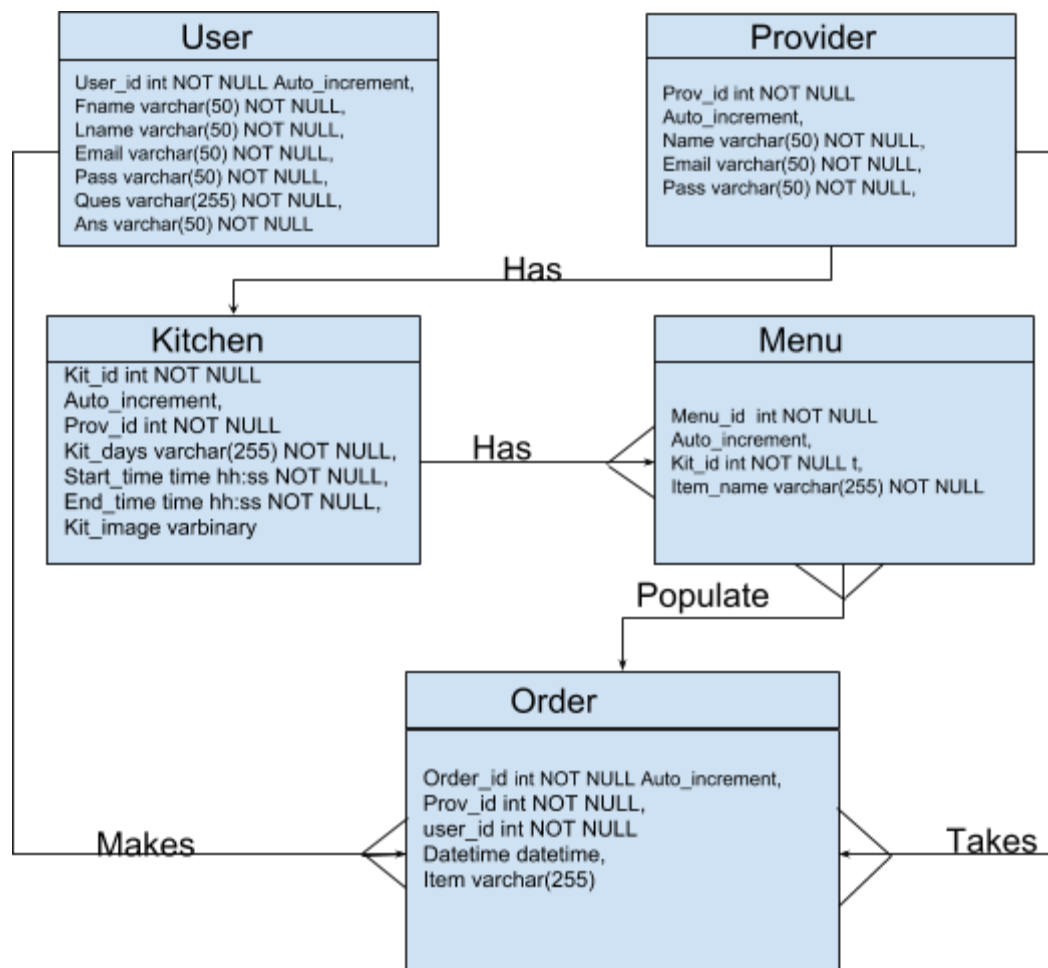 User
User_id int NOT NULL Auto_increment,
Fname varchar(50) NOT NULL,
Lname varchar(50) NOT NULL,
Email varchar(50) NOT NULL,
Pass varchar(50) NOT NULL,
Ques varchar(255) NOT NULL,
Ans varchar(50) NOT NULL
Provider
Prov_id int NOT NULL
Auto_increment,
Name varchar(50) NOT NULL,
Email varchar(50) NOT NULL,
Pass varchar(50) NOT NULL,
Has
Kitchen
Kit_id int NOT NULL
Auto_increment,
Prov_id int NOT NULL
Kit_days varchar(255) NOT NULL,
Start_time time hh:ss NOT NULL,
End_time time hh:ss NOT NULL,
Kit_image varbinary
Has
Menu
Menu_id int NOT NULL
Auto_increment,
Kit_id int NOT NULL t,
Item_name varchar(255) NOT NULL
Populate
Order
Order_id int NOT NULL Auto_increment,
Prov_id int NOT NULL,
user_id int NOT NULL
Datetime datetime,
Item varchar(255)
Makes
Takes